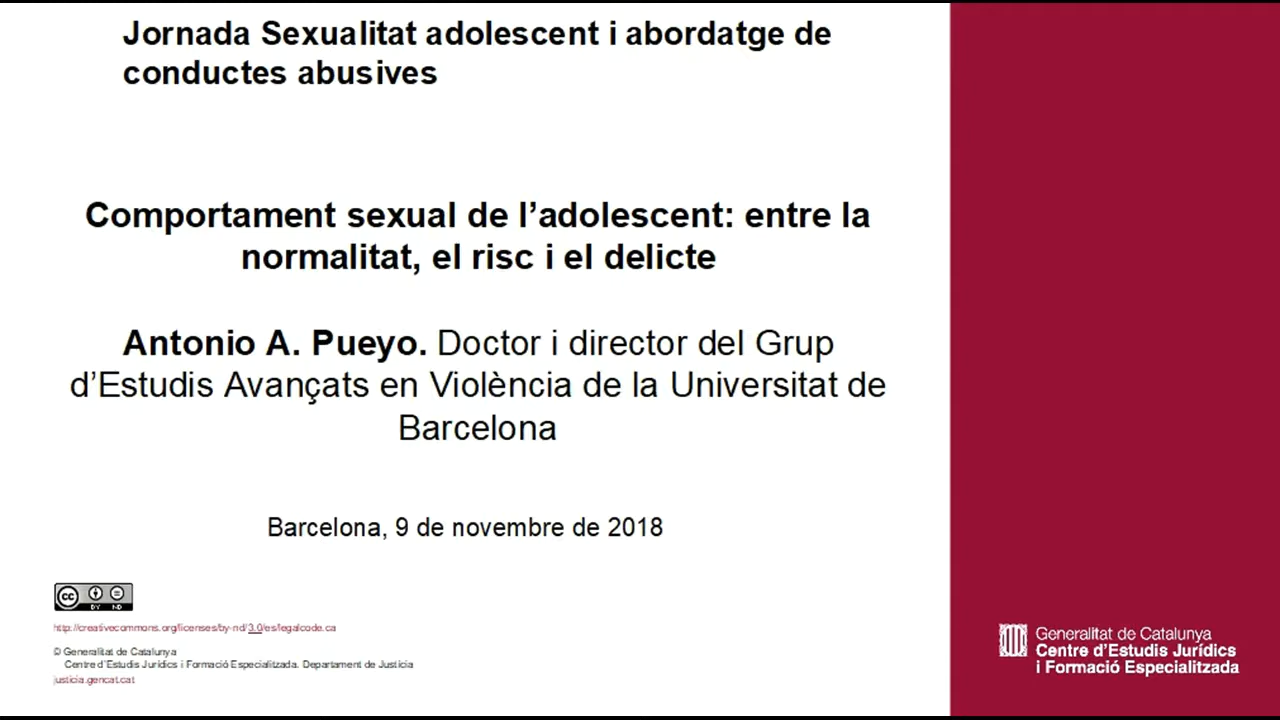 Jornada Sexualitat adolescent i abordatge de
conductes abusives
Comportament sexual de l’adolescent: entre la
normalitat, el risc i el delicte
Antonio A. Pueyo. Doctor i director del Grup
d’Estudis Avançats en Violència de la Universitat de
Barcelona
Barcelona, 9 de novembre de 2018
cc
BY ND
http://creativecommons.org/licenses/by-nd/3.0/es/legalcode.ca
© Generalitat de Catalunya
Centre d’Estudis Jurídics i Formació Especialitzada. Departament de Justícia
justicia.gencat.cat
Generalitat de Catalunya
Centre d’Estudis Jurídics
i Formació Especialitzada